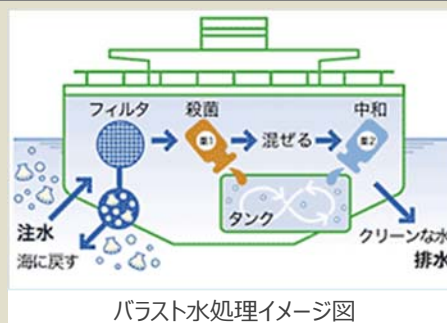 フィルタ
殺菌
中和
薬1
混ぜる
薬2
タンク
注水
海に戻す
クリーンな水
排水
バラスト水処理イメージ図